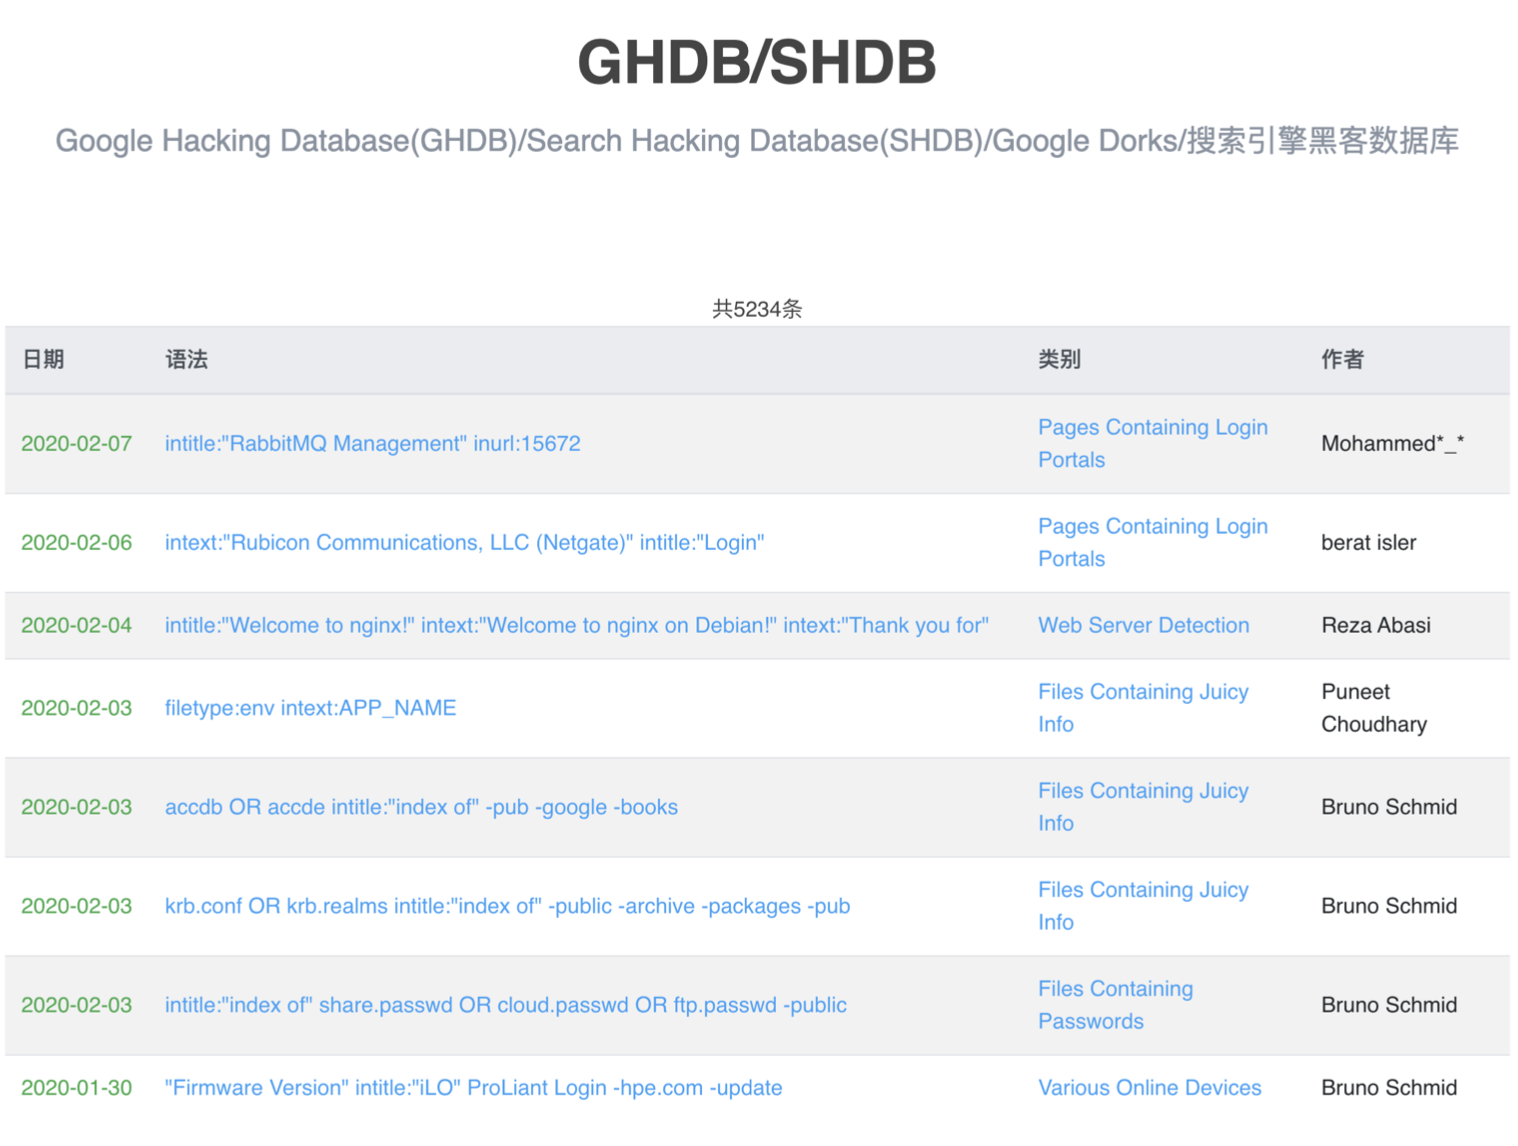 GHDB/SHDB
Google Hacking Database(GHDB)/Search Hacking Database(SHDB)/Google Dorks/搜索引擎黑客数据库
共5234条
日期 语法 类别 作者
2020-02-07 intitle:"RabbitMQ Management" inurl:15672 Pages Containing Login Portals Mohammed*_*
2020-02-06 intext:"Rubicon Communications, LLC (Netgate)" intitle:"Login" Pages Containing Login Portals berat isler
2020-02-04 intitle:"Welcome to nginx!" intext:"Welcome to nginx on Debian!" intext:"Thank you for" Web Server Detection Reza Abasi
2020-02-03 filetype:env intext:APP_NAME Files Containing Juicy Info Puneet Choudhary
2020-02-03 accdb OR accde intitle:"index of" -pub -google -books Files Containing Juicy Info Bruno Schmid
2020-02-03 krb.conf OR krb.realms intitle:"index of" -public -archive -packages -pub Files Containing Juicy Info Bruno Schmid
2020-02-03 intitle:"index of" share.passwd OR cloud.passwd OR ftp.passwd -public Files Containing Passwords Bruno Schmid
2020-01-30 "Firmware Version" intitle:"iLO" ProLiant Login -hpe.com -update Various Online Devices Bruno Schmid